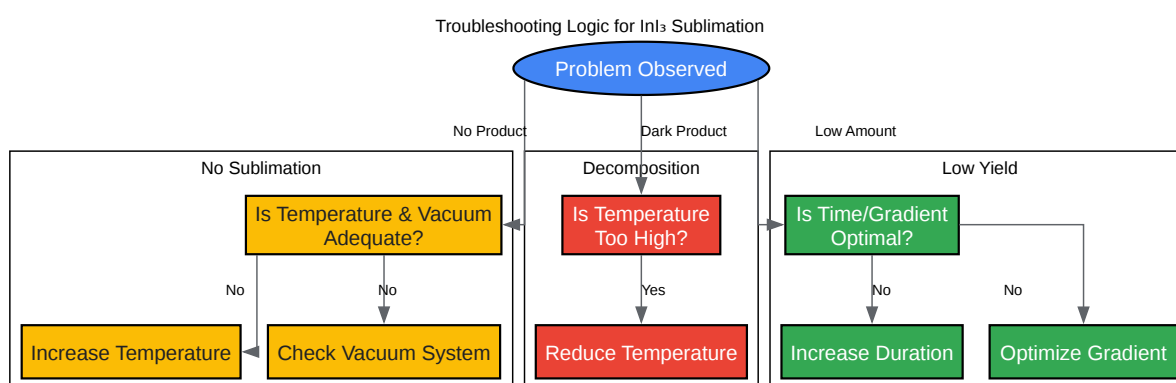 Troubleshooting Logic for InI₃ Sublimation
Problem Observed
No Product
Dark Product
Low Amount
No Sublimation
Decomposition
Low Yield
Is Temperature & Vacuum
Adequate?
Is Temperature
Too High?
Is Time/Gradient
Optimal?
No
No
Yes
No
No
Increase Temperature
Check Vacuum System
Reduce Temperature
Increase Duration
Optimize Gradient